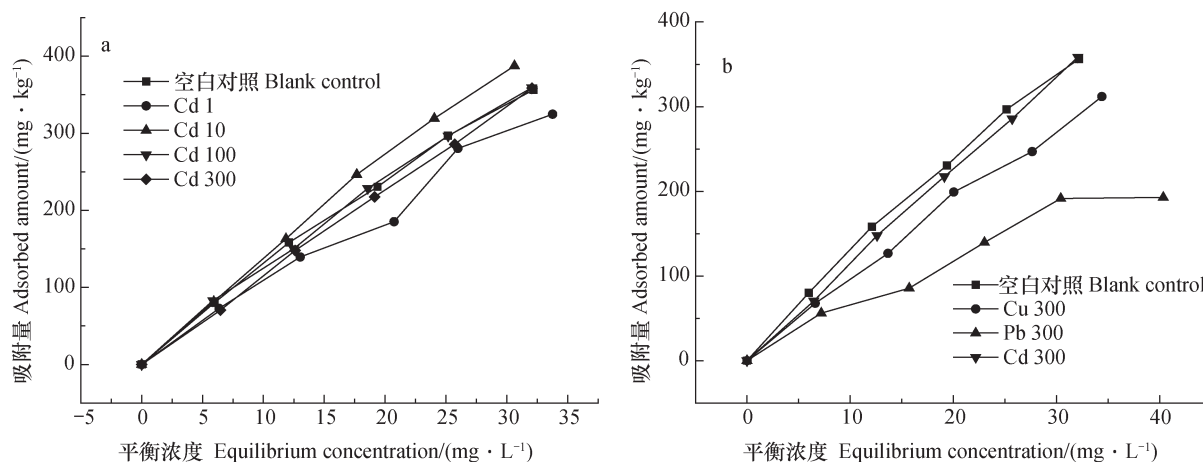 a
空白对照 Blank control
Cd 1
Cd 10
Cd 100
Cd 300
400
300
200
100
0
−5
0
5
10
15
20
25
30
35
吸附量 Adsorbed amount/(mg · kg⁻¹)
平衡浓度 Equilibrium concentration/(mg · L⁻¹)
b
400
300
200
100
0
0
10
20
30
40
空白对照 Blank control
Cu 300
Pb 300
Cd 300
吸附量 Adsorbed amount/(mg · kg⁻¹)
平衡浓度 Equilibrium concentration/(mg · L⁻¹)